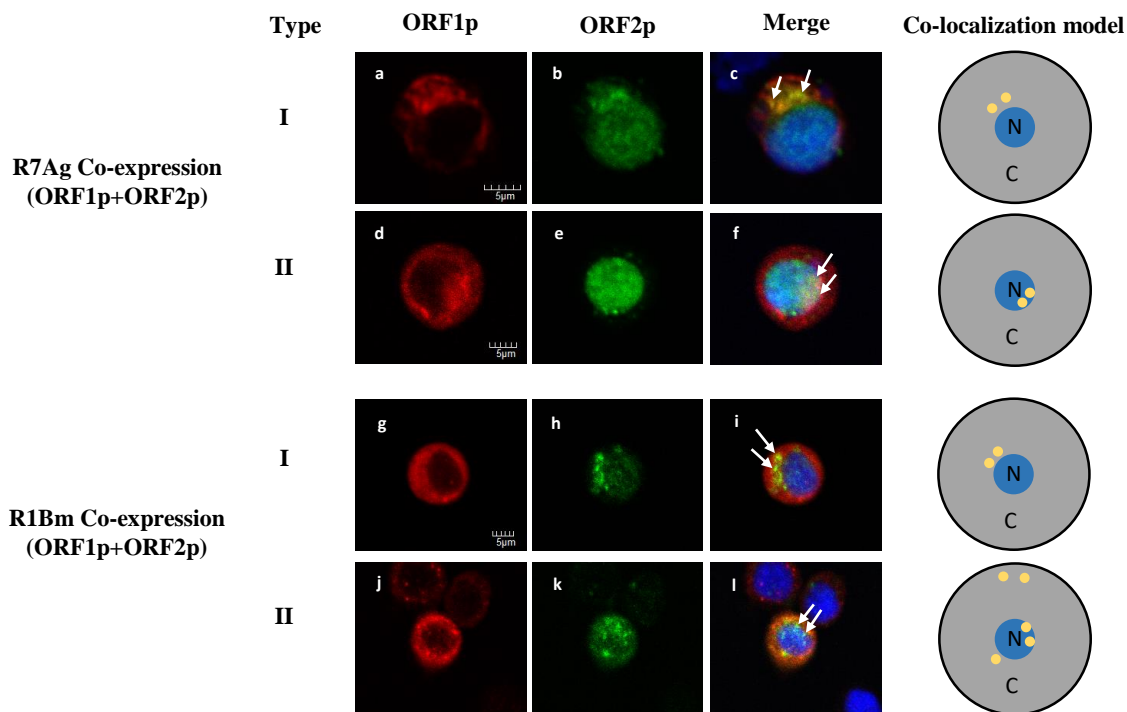 Type ORF1p ORF2p Merge Co-localization model
a b c
I
N
C
5μm
R7Ag Co-expression
(ORF1p+ORF2p)
d e f
II
N
C
5μm
g h i
I
N
C
5μm
R1Bm Co-expression
(ORF1p+ORF2p)
j k l
II
N
C